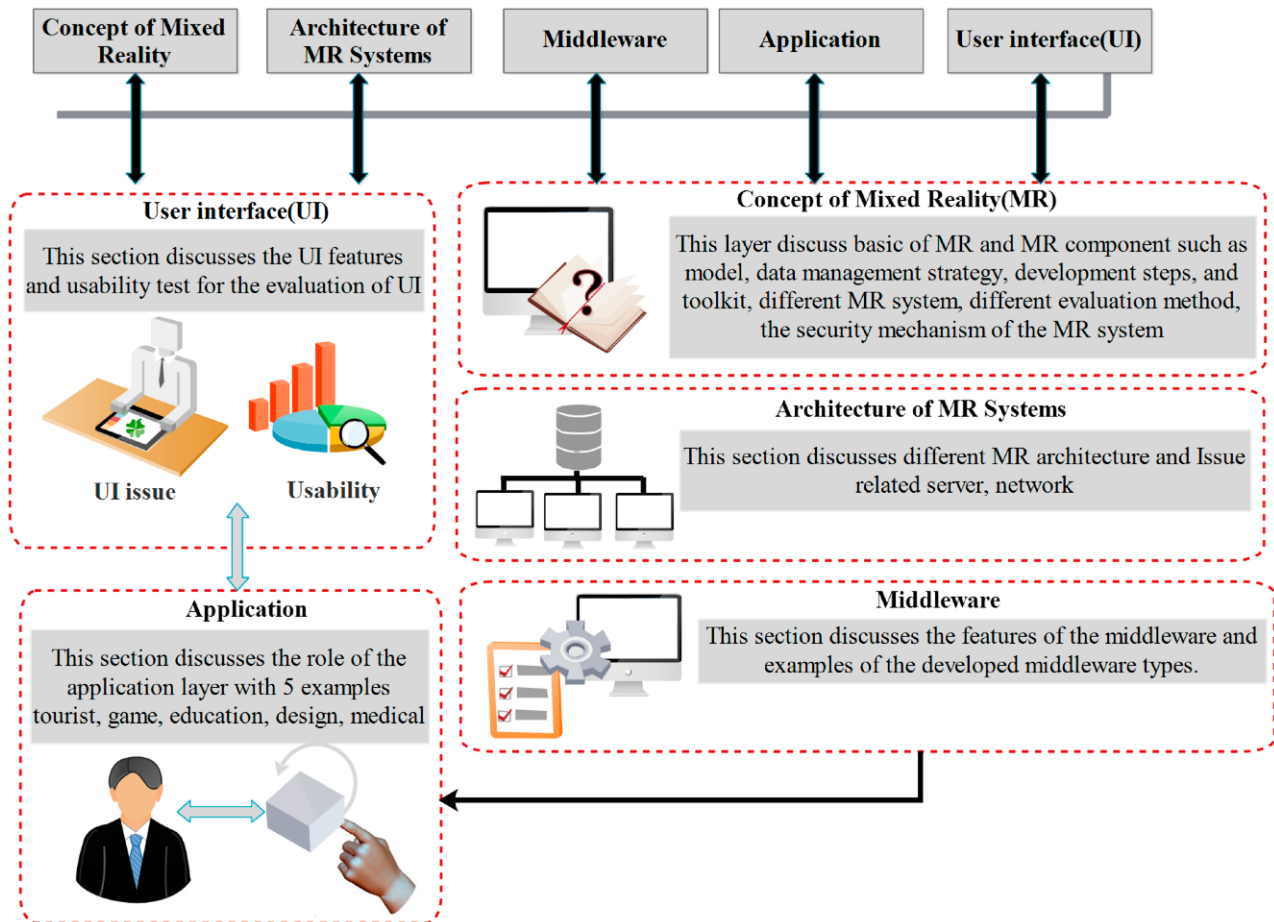 Concept of Mixed
Reality
Architecture of
MR Systems
Middleware
Application
User interface(UI)
User interface(UI)
This section discusses the UI features
and usability test for the evaluation of UI
UI issue
Usability
Concept of Mixed Reality(MR)
This layer discuss basic of MR and MR component such as
model, data management strategy, development steps, and
toolkit, different MR system, different evaluation method,
the security mechanism of the MR system
?
Architecture of MR Systems
This section discusses different MR architecture and Issue
related server, network
Application
This section discusses the role of the
application layer with 5 examples
tourist, game, education, design, medical
Middleware
This section discusses the features of the middleware and
examples of the developed middleware types.